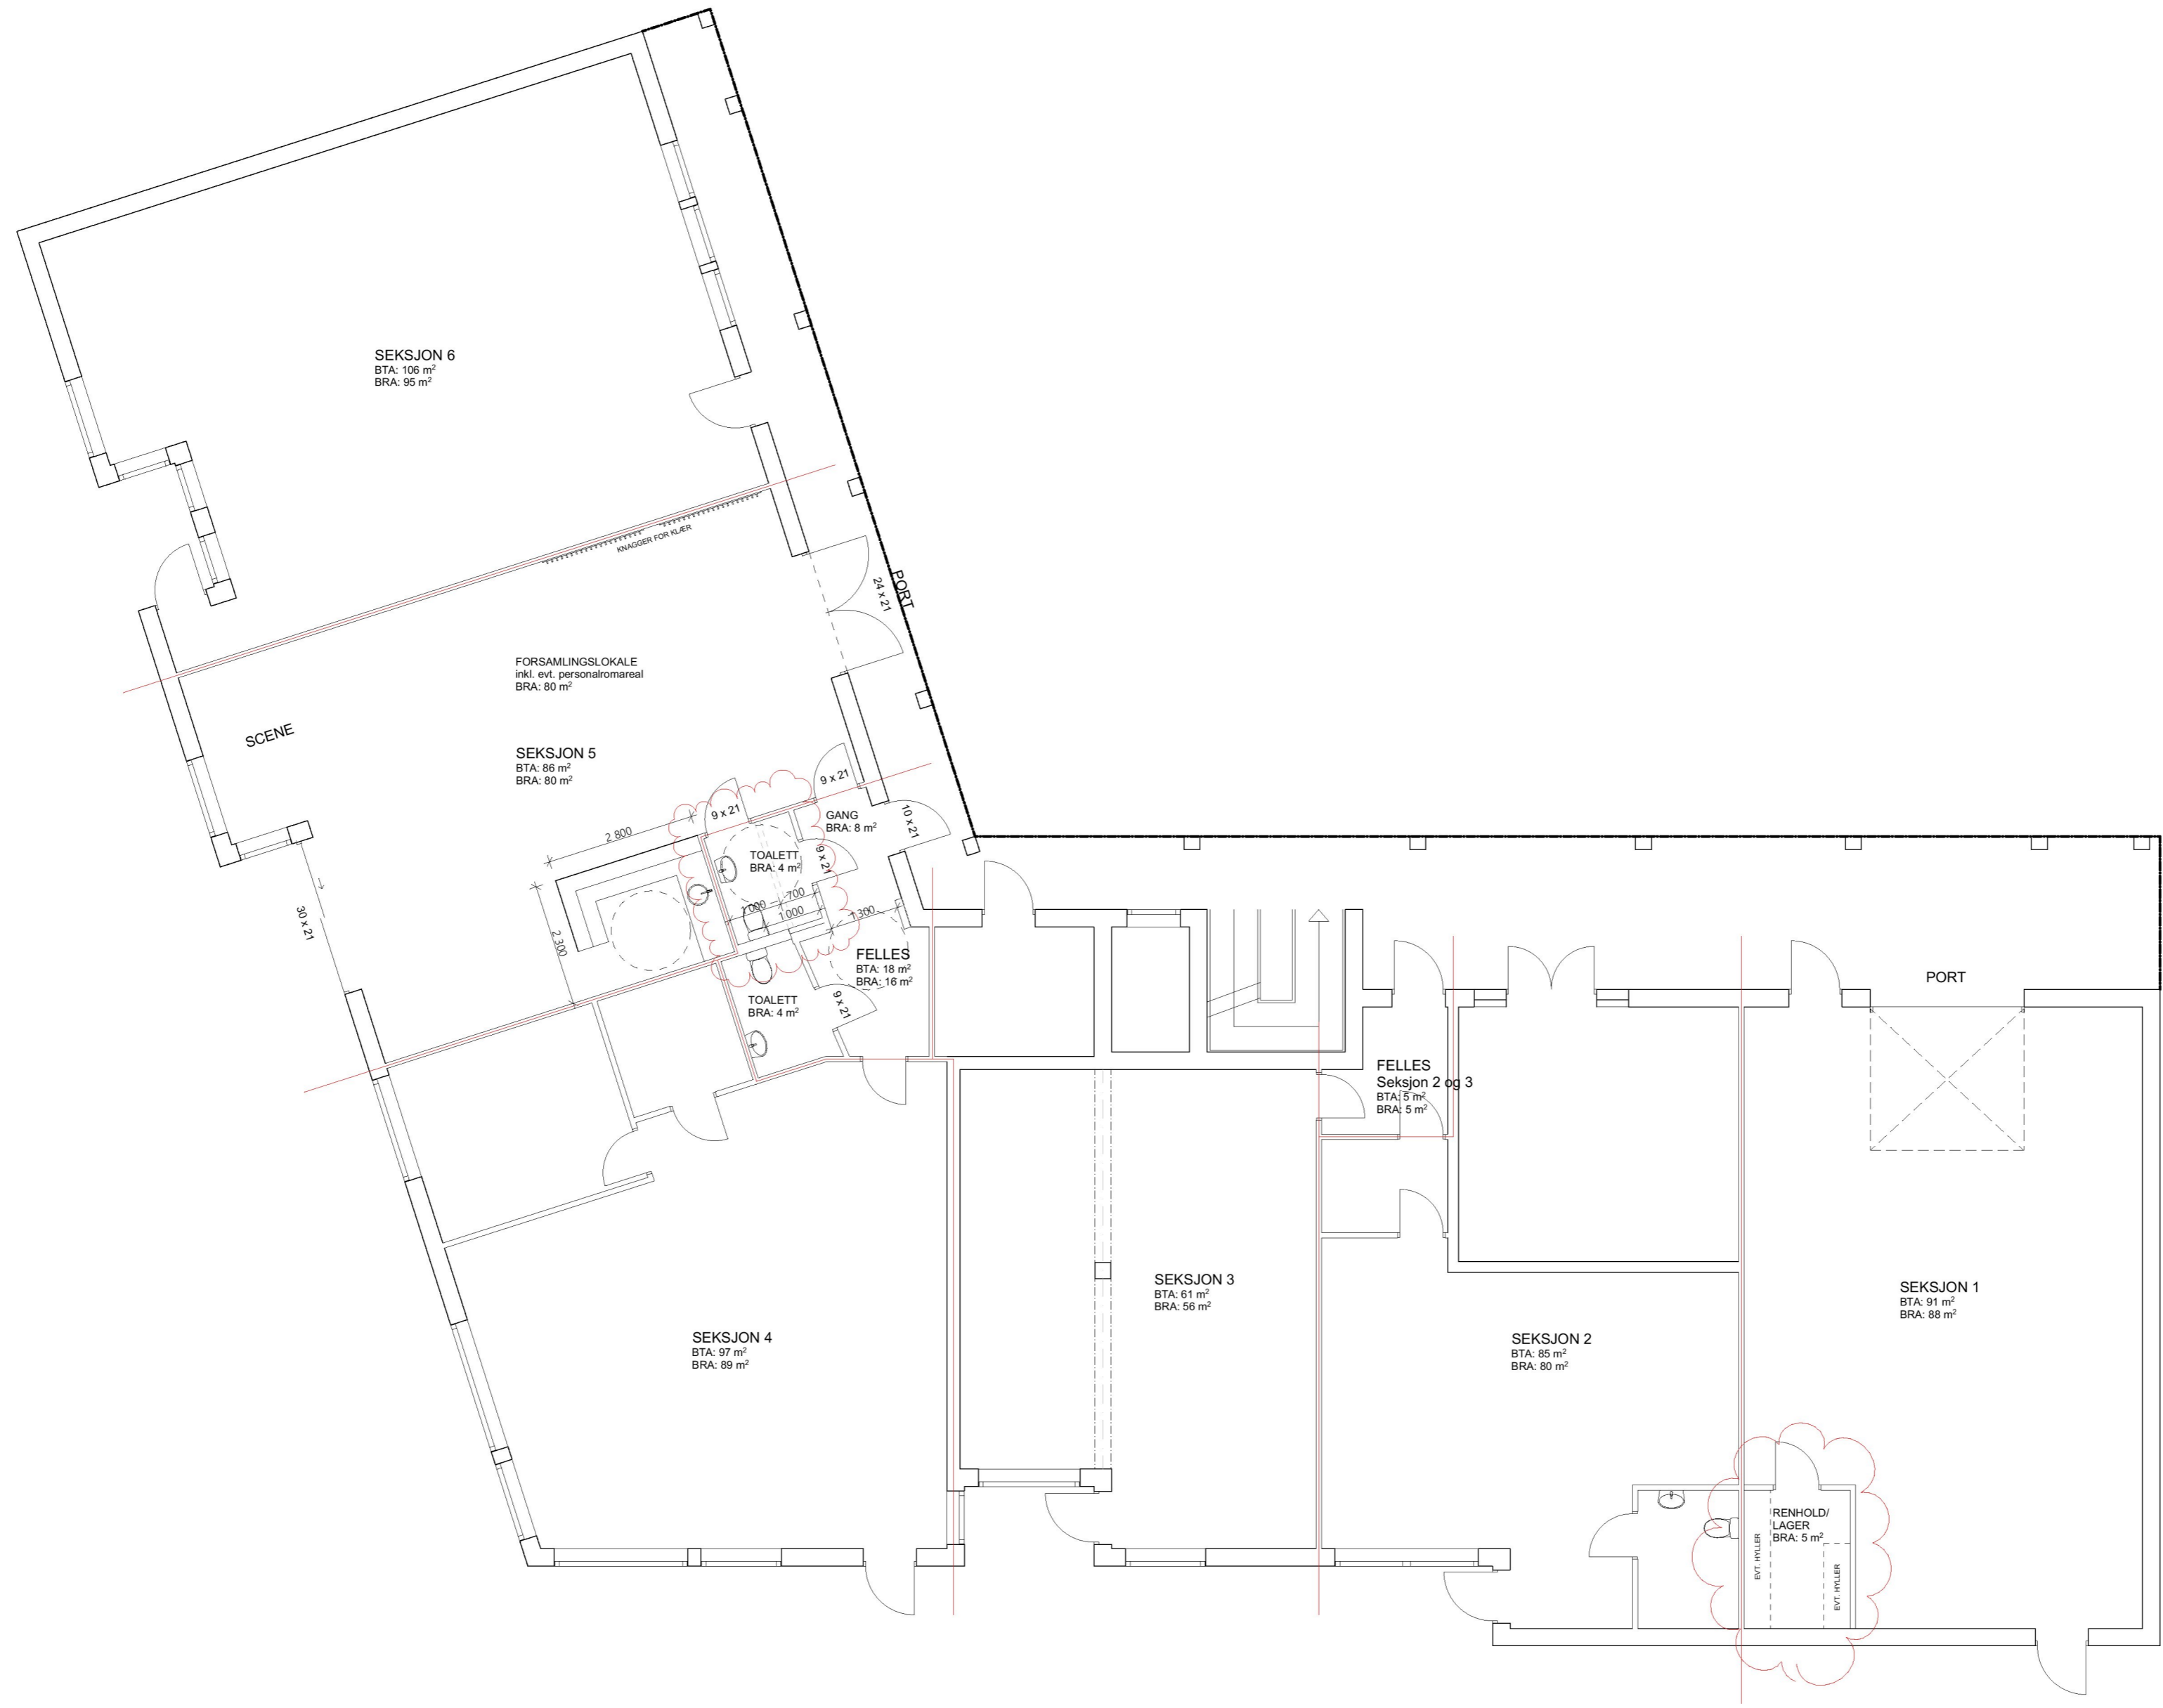 SEKSJON 6
BTA: 106 m²
BRA: 95 m²
KNAGGER FOR KLÆR
PORT
24 x 21
FORSAMLINGSLOKALE
inkl. evt. personalromareal
BRA: 80 m²
SCENE
SEKSJON 5
BTA: 86 m²
BRA: 80 m²
9 x 21
9 x 21
10 x 21
GANG
BRA: 8 m²
2 800
TOALETT
BRA: 4 m²
9 x 21
700
1 000
1 000
1 300
30 x 21
2 300
FELLES
BTA: 18 m²
BRA: 16 m²
TOALETT
BRA: 4 m²
9 x 21
PORT
FELLES
Seksjon 2 og 3
BTA: 5 m²
BRA: 5 m²
SEKSJON 3
BTA: 61 m²
BRA: 56 m²
SEKSJON 1
BTA: 91 m²
BRA: 88 m²
SEKSJON 4
BTA: 97 m²
BRA: 89 m²
SEKSJON 2
BTA: 85 m²
BRA: 80 m²
RENHOLD/
LAGER
BRA: 5 m²
EVT. HYLLER
EVT. HYLLER